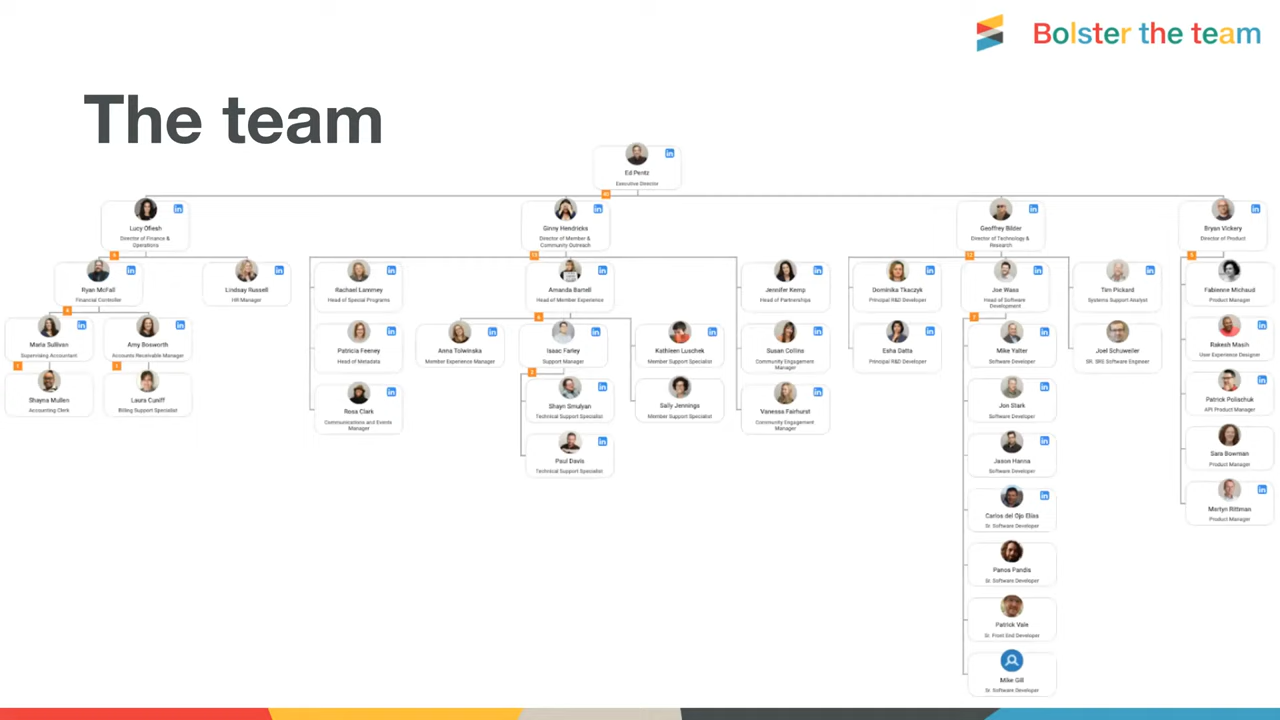 Bolster the team
The team
Ed Pentz
Executive Director
Lucy Ofiesh
Director of Finance &
Operations
Ginny Hendricks
Director of Member &
Community Outreach
Geoffrey Bilder
Director of Technology &
Research
Bryan Vickery
Director of Product
Ryan McFall
Financial Controller
Lindsay Russell
HR Manager
Rachael Lammey
Head of Special Programs
Amanda Bartell
Head of Member Experience
Jennifer Kemp
Head of Partnerships
Dominika Tkaczyk
Principal R&D Developer
Joe Wass
Head of Software
Development
Tim Pickard
Systems Support Analyst
Fabienne Michaud
Product Manager
Maria Sullivan
Supervising Accountant
Amy Bosworth
Accounts Receivable Manager
Patricia Feeney
Head of Metadata
Anna Tolwinska
Member Experience Manager
Isaac Farley
Support Manager
Kathleen Luschek
Member Support Specialist
Susan Collins
Community Engagement
Manager
Esha Datta
Principal R&D Developer
Mike Yalter
Software Developer
Joel Schuweiler
SR. SRS Software Engineer
Rakesh Masih
User Experience Designer
Shayna Mullen
Accounting Clerk
Laura Cuniff
Billing Support Specialist
Rosa Clark
Communications and Events
Manager
Shayn Smulyan
Technical Support Specialist
Sally Jennings
Member Support Specialist
Vanessa Fairhurst
Community Engagement
Manager
Jon Stark
Software Developer
Patrick Polischuk
API Product Manager
Paul Davis
Technical Support Specialist
Jason Hanna
Software Developer
Sara Bowman
Product Manager
Carlos del Ojo Elias
Sr. Software Developer
Martyn Rittman
Product Manager
Panos Pandis
Sr. Software Developer
Patrick Vale
Sr. Front End Developer
Mike Gill
Sr. Software Developer